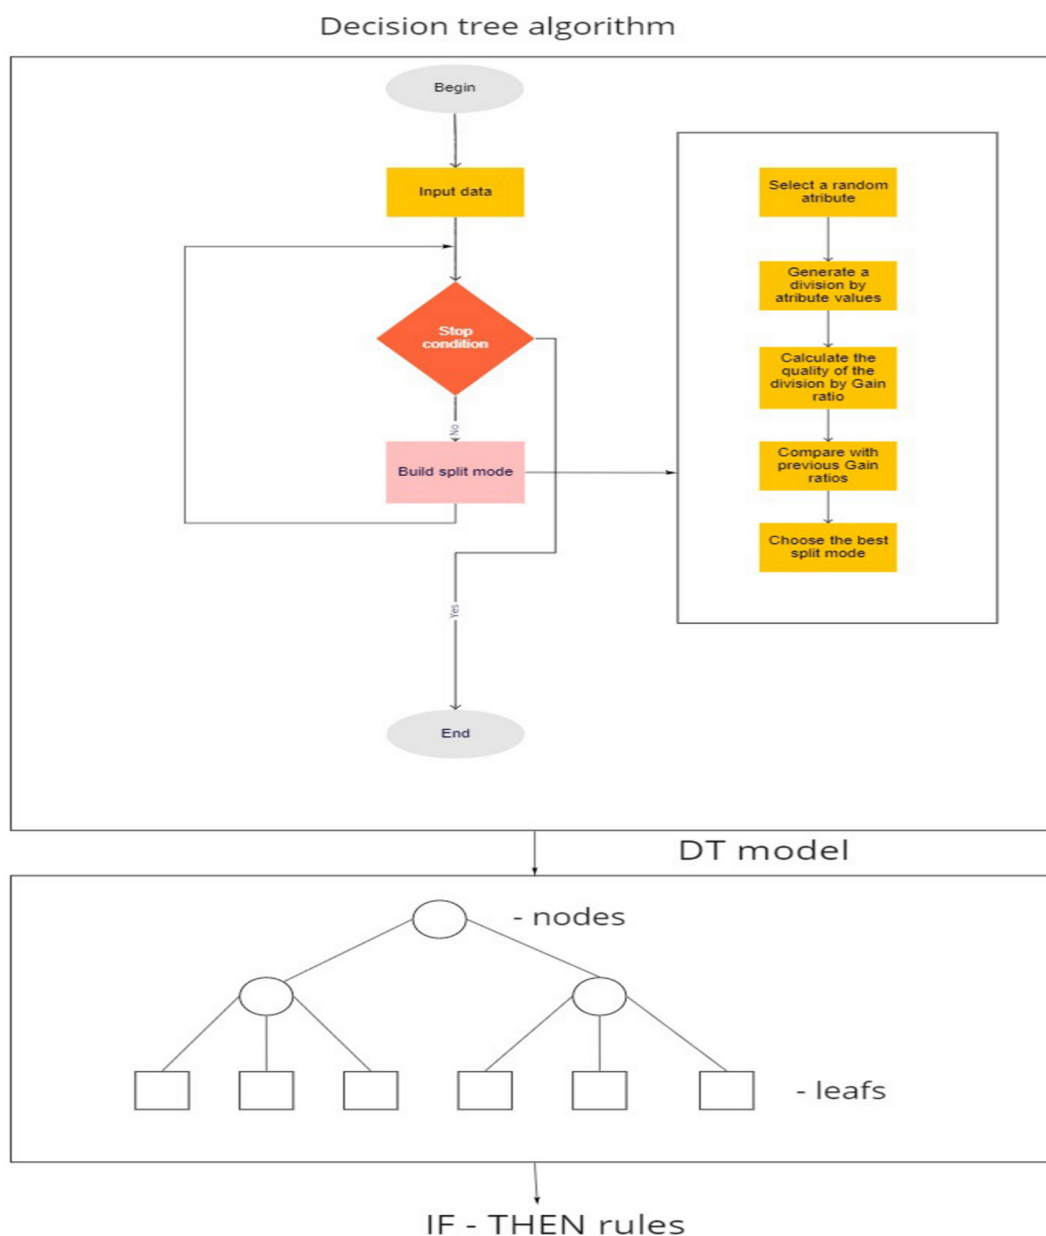 Decision tree algorithm
Begin
Input data
Stop
condition
No
Build split mode
Yes
End
Select a random
atribute
Generate a
division by
atribute values
Calculate the
quality of the
division by Gain
ratio
Compare with
previous Gain
ratios
Choose the best
split mode
DT model
- nodes
- leafs
IF - THEN rules